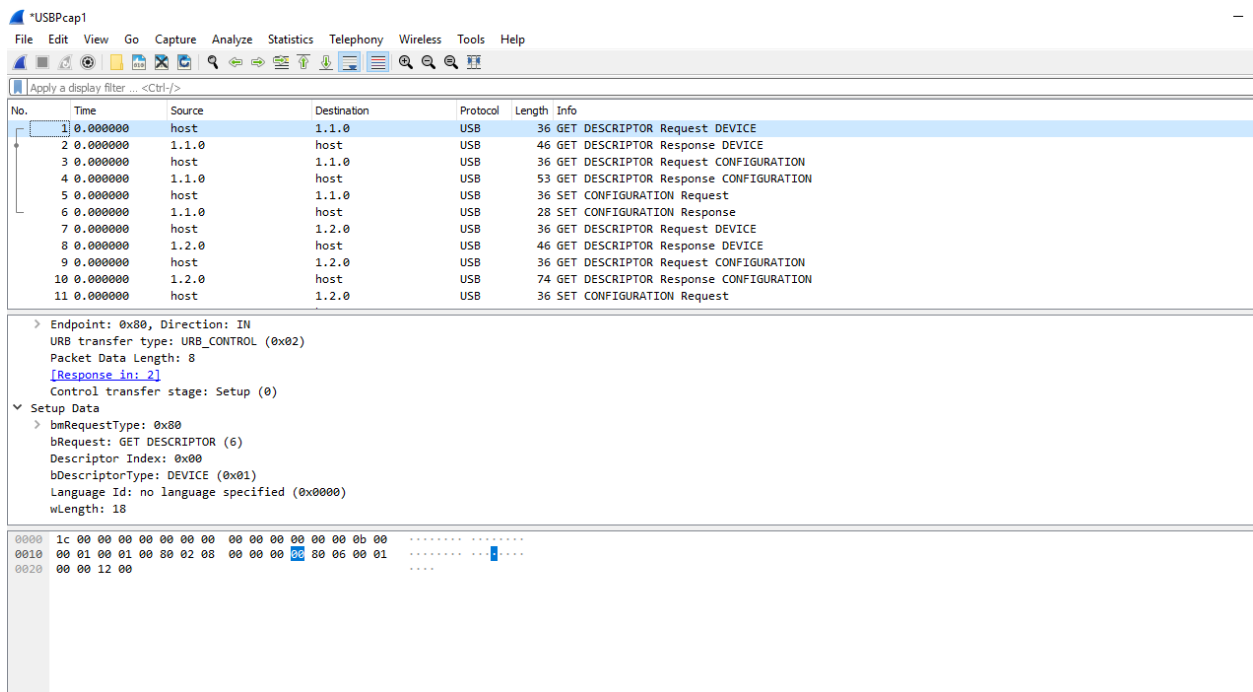 *USBPcap1
File Edit View Go Capture Analyze Statistics Telephony Wireless Tools Help
Apply a display filter ... <Ctrl-/>
No. Time Source Destination Protocol Length Info
1 0.000000 host 1.1.0 USB 36 GET DESCRIPTOR Request DEVICE
2 0.000000 1.1.0 host USB 46 GET DESCRIPTOR Response DEVICE
3 0.000000 host 1.1.0 USB 36 GET DESCRIPTOR Request CONFIGURATION
4 0.000000 1.1.0 host USB 53 GET DESCRIPTOR Response CONFIGURATION
5 0.000000 host 1.1.0 USB 36 SET CONFIGURATION Request
6 0.000000 1.1.0 host USB 28 SET CONFIGURATION Response
7 0.000000 host 1.2.0 USB 36 GET DESCRIPTOR Request DEVICE
8 0.000000 1.2.0 host USB 46 GET DESCRIPTOR Response DEVICE
9 0.000000 host 1.2.0 USB 36 GET DESCRIPTOR Request CONFIGURATION
10 0.000000 1.2.0 host USB 74 GET DESCRIPTOR Response CONFIGURATION
11 0.000000 host 1.2.0 USB 36 SET CONFIGURATION Request
Endpoint: 0x80, Direction: IN
URB transfer type: URB_CONTROL (0x02)
Packet Data Length: 8
[Response in: 2]
Control transfer stage: Setup (0)
Setup Data
bmRequestType: 0x80
bRequest: GET DESCRIPTOR (6)
Descriptor Index: 0x00
bDescriptorType: DEVICE (0x01)
Language Id: no language specified (0x0000)
wLength: 18
0000 1c 00 00 00 00 00 00 00 00 00 00 00 00 00 0b 00 ········ ········
0010 00 01 00 01 00 80 02 08 00 00 00 00 80 06 00 01 ········ ········
0020 00 00 12 00 ····